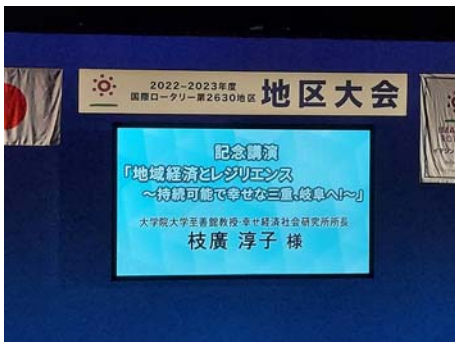 2022-2023年度
国際ロータリー第2630地区
地区大会
記念講演
「地域経済とレジリエンス
～持続可能で幸せな三重、岐阜へ!～」
大学院大学至善館教授・幸せ経済社会研究所所長
枝廣 淳子 様